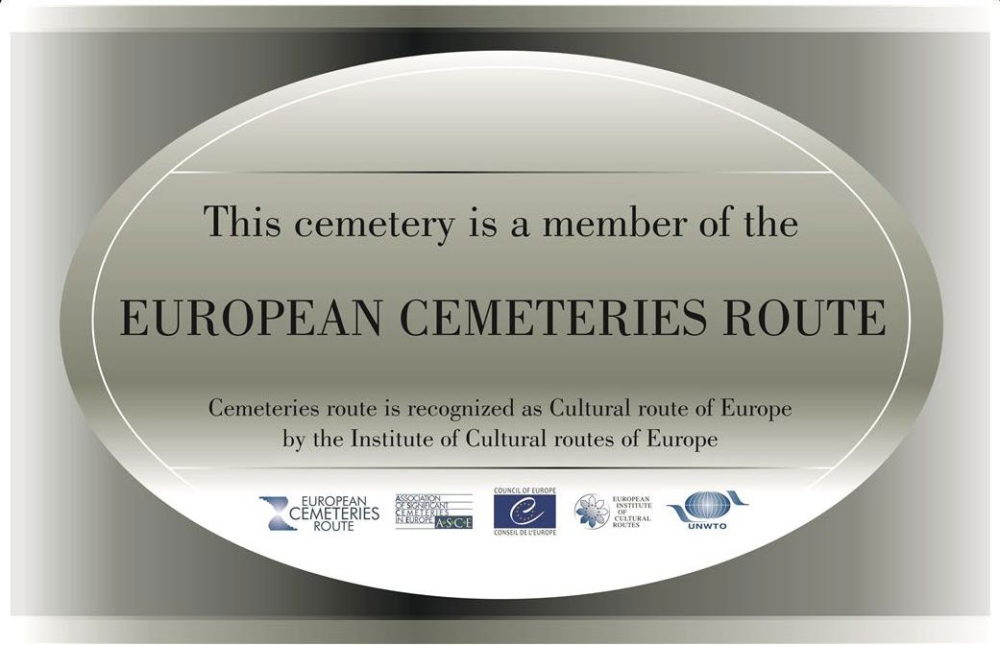 This cemetery is a member of the
EUROPEAN CEMETERIES ROUTE
Cemeteries route is recognized as Cultural route of Europe
by the Institute of Cultural routes of Europe
EUROPEAN
CEMETERIES
ROUTE
ASSOCIATION
OF SIGNIFICANT
CEMETERIES
IN EUROPE A·S·C·E
COUNCIL OF EUROPE
CONSEIL DE L'EUROPE
EUROPEAN
INSTITUTE
OF
CULTURAL
ROUTES
UNWTO